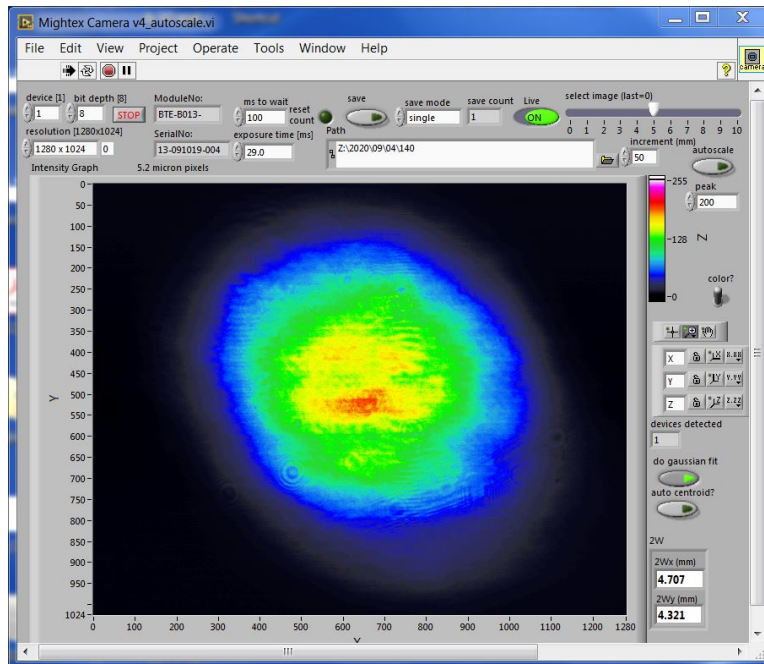 Mightex Camera v4_autoscale.vi
File Edit View Project Operate Tools Window Help
camera
device [1] bit depth [8] ModuleNo: ms to wait reset count save save mode save count Live select image (last=0)
1 8 STOP BTE-B013- 100 single 1 ON
0 1 2 3 4 5 6 7 8 9 10
resolution [1280x1024] SerialNo: exposure time [ms] Path increment (mm) autoscale
1280 x 1024 0 13-091019-004 29.0 Z:\2020\09\04\140 50
Intensity Graph 5.2 micron pixels
peak
200
-255
-128
-0
Z
color?
0
50
100
150
200
250
300
350
400
450
500
550
600
650
700
750
800
850
900
950
1024
Y
0 100 200 300 400 500 600 700 800 900 1000 1100 1280
X
Y
Z
devices detected
1
do gaussian fit
auto centroid?
2W
2Wx (mm)
4.707
2Wy (mm)
4.321